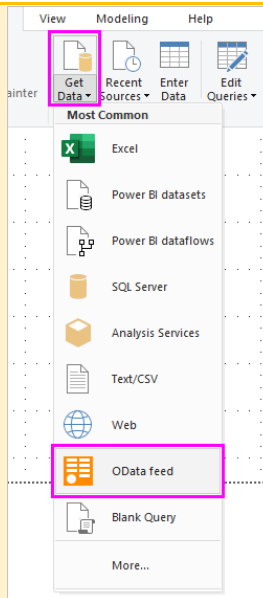 View Modeling Help
ainter
Get Recent Enter Edit
Data Sources Data Queries
Most Common
Excel
Power BI datasets
Power BI dataflows
SQL Server
Analysis Services
Text/CSV
Web
OData feed
Blank Query
More...